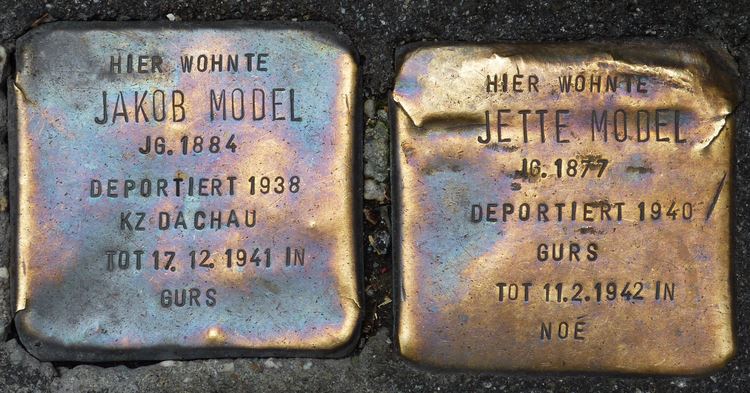 HIER WOHNTE
JAKOB MODEL
JG. 1884
DEPORTIERT 1938
KZ DACHAU
TOT 17. 12. 1941 IN
GURS
HIER WOHNTE
JETTE MODEL
JG. 1877
DEPORTIERT 1940
GURS
TOT 11.2.1942 IN
NOÉ